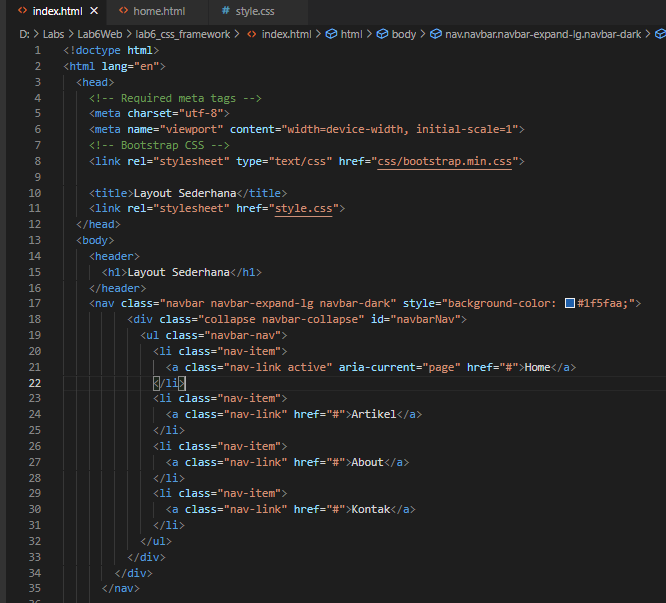 index.html
home.html
style.css
D: > Labs > Lab6Web > lab6_css_framework > index.html > html > body > nav.navbar.navbar-expand-lg.navbar-dark >
1 <!doctype html>
2 <html lang="en">
3 <head>
4 <!-- Required meta tags -->
5 <meta charset="utf-8">
6 <meta name="viewport" content="width=device-width, initial-scale=1">
7 <!-- Bootstrap CSS -->
8 <link rel="stylesheet" type="text/css" href="css/bootstrap.min.css">
9
10 <title>Layout Sederhana</title>
11 <link rel="stylesheet" href="style.css">
12 </head>
13 <body>
14 <header>
15 <h1>Layout Sederhana</h1>
16 </header>
17 <nav class="navbar navbar-expand-lg navbar-dark" style="background-color: #1f5faa;">
18 <div class="collapse navbar-collapse" id="navbarNav">
19 <ul class="navbar-nav">
20 <li class="nav-item">
21 <a class="nav-link active" aria-current="page" href="#">Home</a>
22 </li>
23 <li class="nav-item">
24 <a class="nav-link" href="#">Artikel</a>
25 </li>
26 <li class="nav-item">
27 <a class="nav-link" href="#">About</a>
28 </li>
29 <li class="nav-item">
30 <a class="nav-link" href="#">Kontak</a>
31 </li>
32 </ul>
33 </div>
34 </div>
35 </nav>